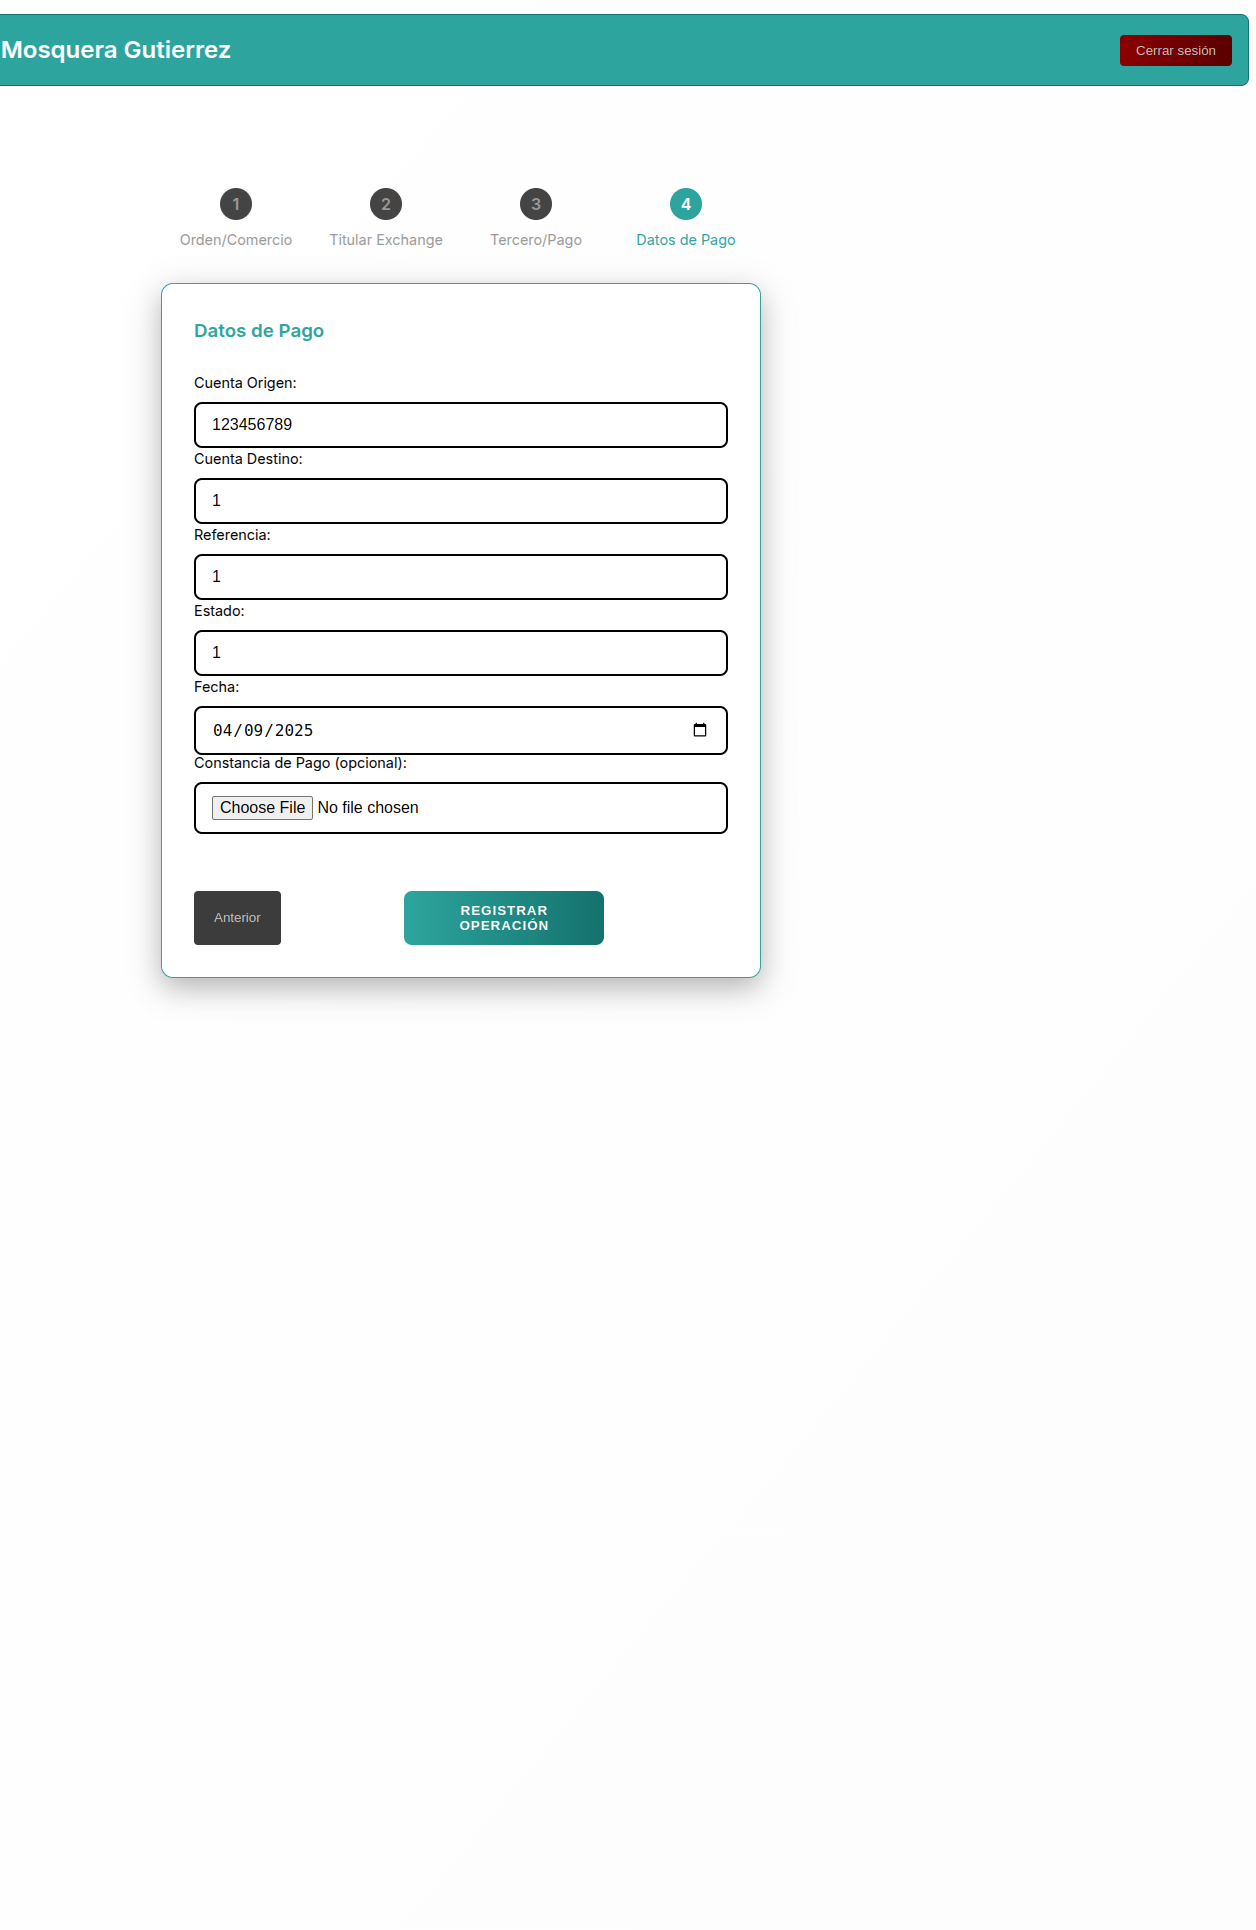 Mosquera Gutierrez
Cerrar sesión
1
2
3
4
Orden/Comercio
Titular Exchange
Tercero/Pago
Datos de Pago
Datos de Pago
Cuenta Origen:
123456789
Cuenta Destino:
1
Referencia:
1
Estado:
1
Fecha:
04/09/2025
Constancia de Pago (opcional):
Choose File No file chosen
Anterior
REGISTRAR
OPERACIÓN